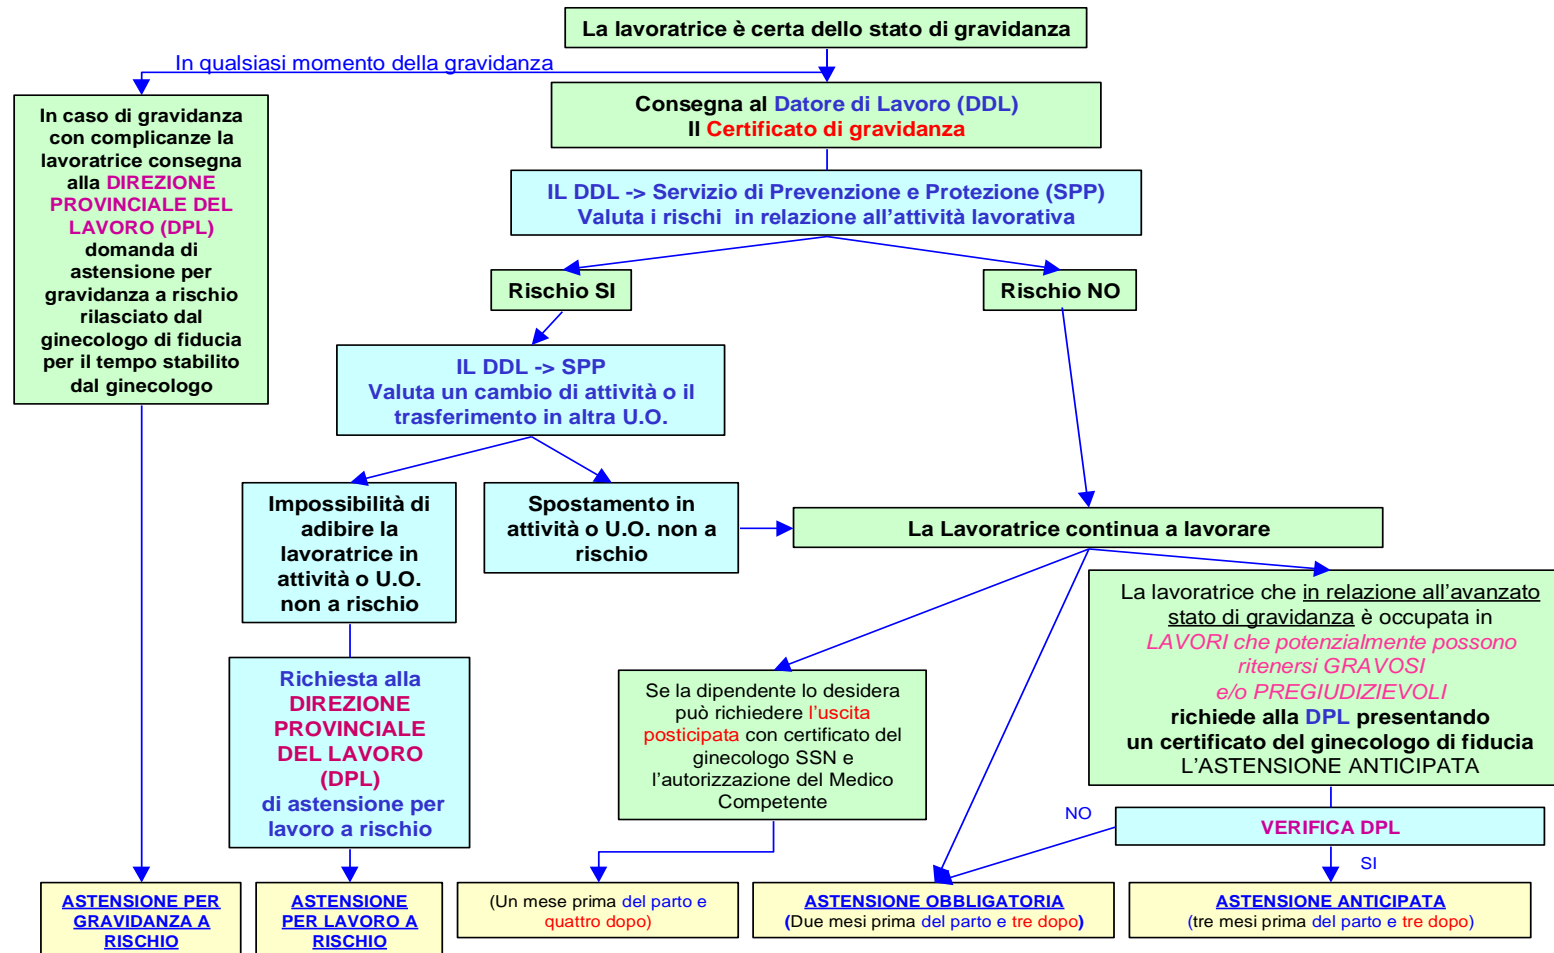 La lavoratrice è certa dello stato di gravidanza
In qualsiasi momento della gravidanza
In caso di gravidanza
con complicanze la
lavoratrice consegna
alla DIREZIONE
PROVINCIALE DEL
LAVORO (DPL)
domanda di
astensione per
gravidanza a rischio
rilasciato dal
ginecologo di fiducia
per il tempo stabilito
dal ginecologo
Consegna al Datore di Lavoro (DDL)
Il Certificato di gravidanza
IL DDL -> Servizio di Prevenzione e Protezione (SPP)
Valuta i rischi in relazione all'attività lavorativa
Rischio SI
Rischio NO
IL DDL -> SPP
Valuta un cambio di attività o il
trasferimento in altra U.O.
Impossibilità di
adibire la
lavoratrice in
attività o U.O.
non a rischio
Spostamento in
attività o U.O. non a
rischio
La Lavoratrice continua a lavorare
Richiesta alla
DIREZIONE
PROVINCIALE
DEL LAVORO
(DPL)
di astensione per
lavoro a rischio
Se la dipendente lo desidera
può richiedere l'uscita
posticipata con certificato del
ginecologo SSN e
l'autorizzazione del Medico
Competente
La lavoratrice che in relazione all'avanzato
stato di gravidanza è occupata in
LAVORI che potenzialmente possono
ritenersi GRAVOSI
e/o PREGIUDIZIEVOLI
richiede alla DPL presentando
un certificato del ginecologo di fiducia
L'ASTENSIONE ANTICIPATA
NO
VERIFICA DPL
SI
ASTENSIONE PER
GRAVIDANZA A
RISCHIO
ASTENSIONE
PER LAVORO A
RISCHIO
(Un mese prima del parto e
quattro dopo)
ASTENSIONE OBBLIGATORIA
(Due mesi prima del parto e tre dopo)
ASTENSIONE ANTICIPATA
(tre mesi prima del parto e tre dopo)